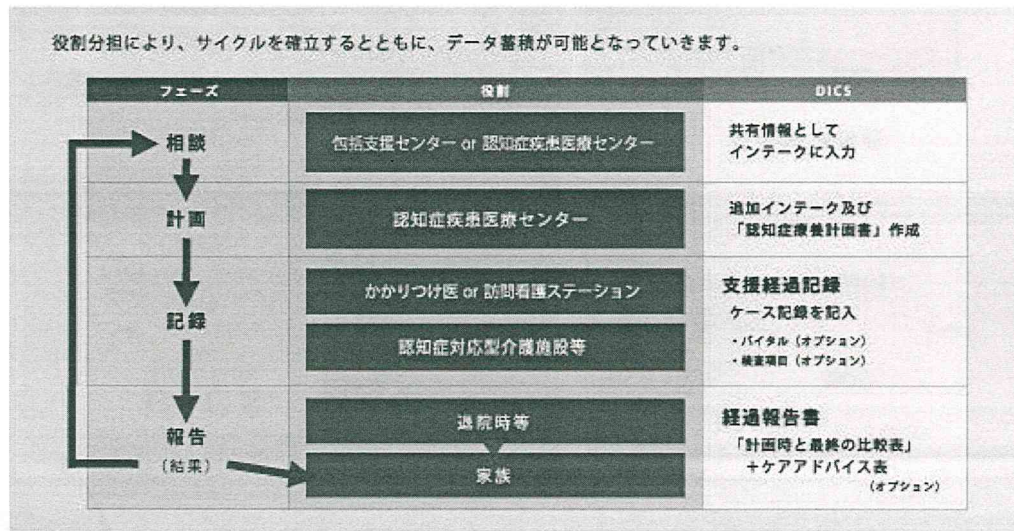 役割分担により、サイクルを確立するとともに、データ蓄積が可能となっていきます。
フェーズ
役割
DICS
相談
包括支援センター or 認知症疾患医療センター
共有情報として
インテークに入力
計画
認知症疾患医療センター
追加インテーク及び
「認知症療養計画書」作成
記録
かかりつけ医 or 訪問看護ステーション
認知症対応型介護施設等
支援経過記録
ケース記録を記入
・バイタル（オプション）
・検査項目（オプション）
報告
（結果）
退院時等
家族
経過報告書
「計画時と最終の比較表」
＋ケアアドバイス表
（オプション）